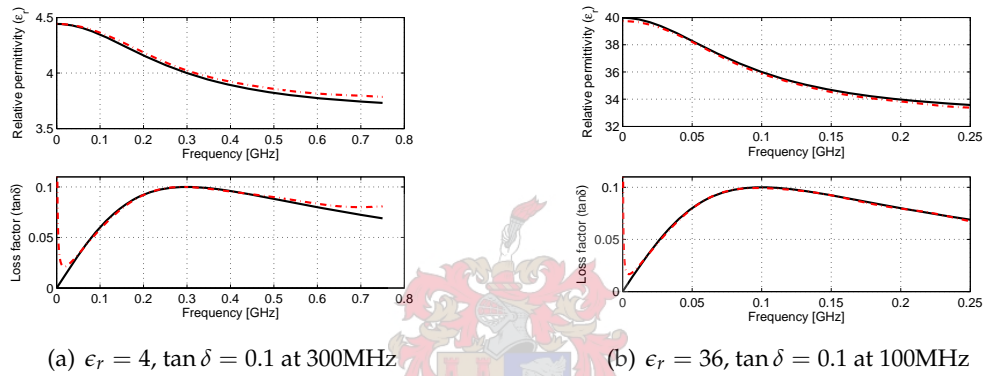 4.5
4
3.5
0 0.1 0.2 0.3 0.4 0.5 0.6 0.7 0.8
Frequency [GHz]
Relative permittivity (εr)
0.1
0.05
0
0 0.1 0.2 0.3 0.4 0.5 0.6 0.7 0.8
Frequency [GHz]
Loss factor (tanδ)
(a) ϵr = 4, tan δ = 0.1 at 300MHz
40
38
36
34
32
0 0.05 0.1 0.15 0.2 0.25
Frequency [GHz]
Relative permittivity (εr)
0.1
0.05
0
0 0.05 0.1 0.15 0.2 0.25
Frequency [GHz]
Loss factor (tanδ)
(b) ϵr = 36, tan δ = 0.1 at 100MHz